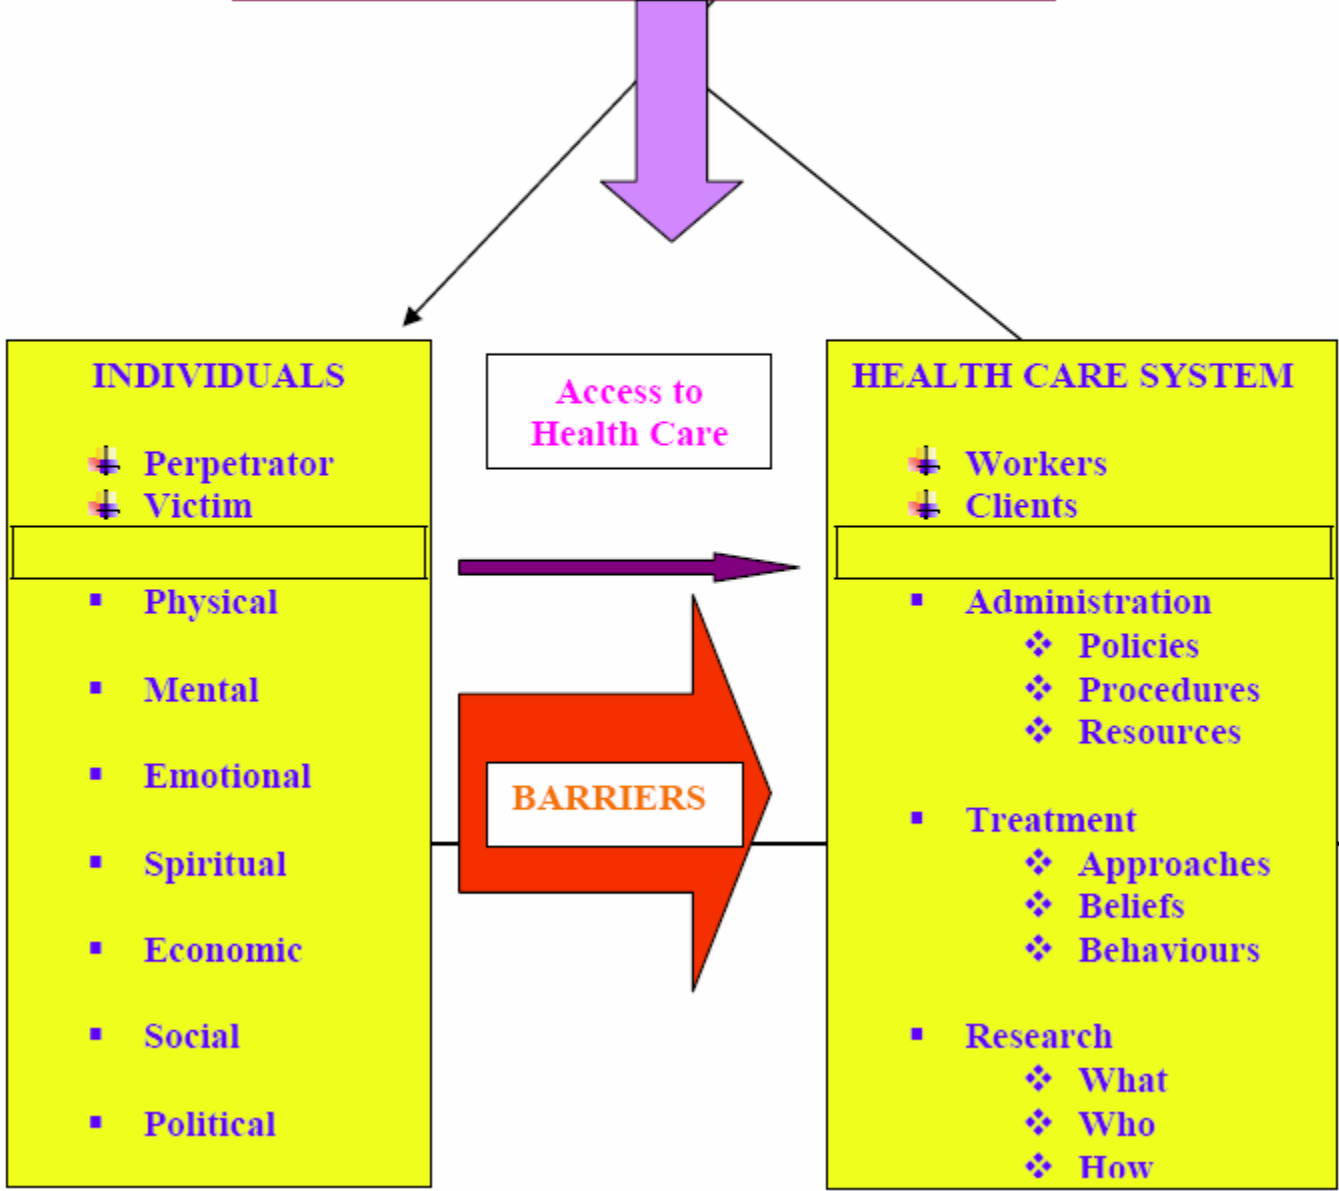 INDIVIDUALS
Perpetrator
Victim
Physical
Mental
Emotional
Spiritual
Economic
Social
Political
Access to
Health Care
BARRIERS
HEALTH CARE SYSTEM
Workers
Clients
Administration
Policies
Procedures
Resources
Treatment
Approaches
Beliefs
Behaviours
Research
What
Who
How